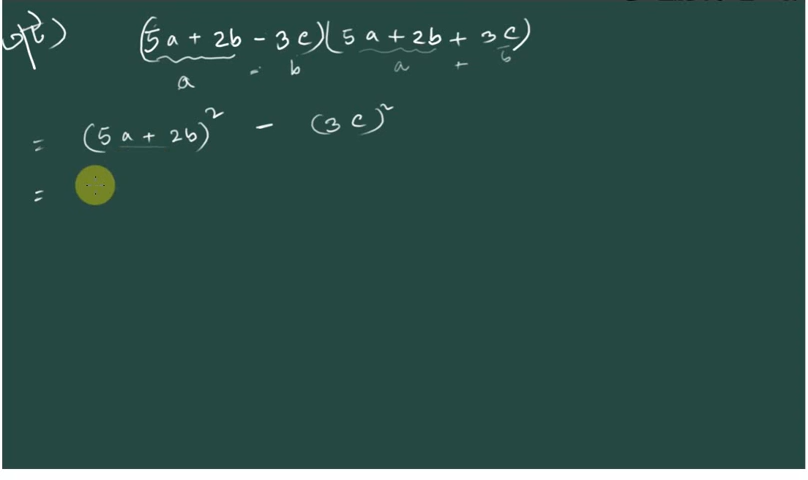 (5a + 2b - 3c)(5a + 2b + 3c)
a - b a + b
= (5a + 2b)² - (3c)²
=